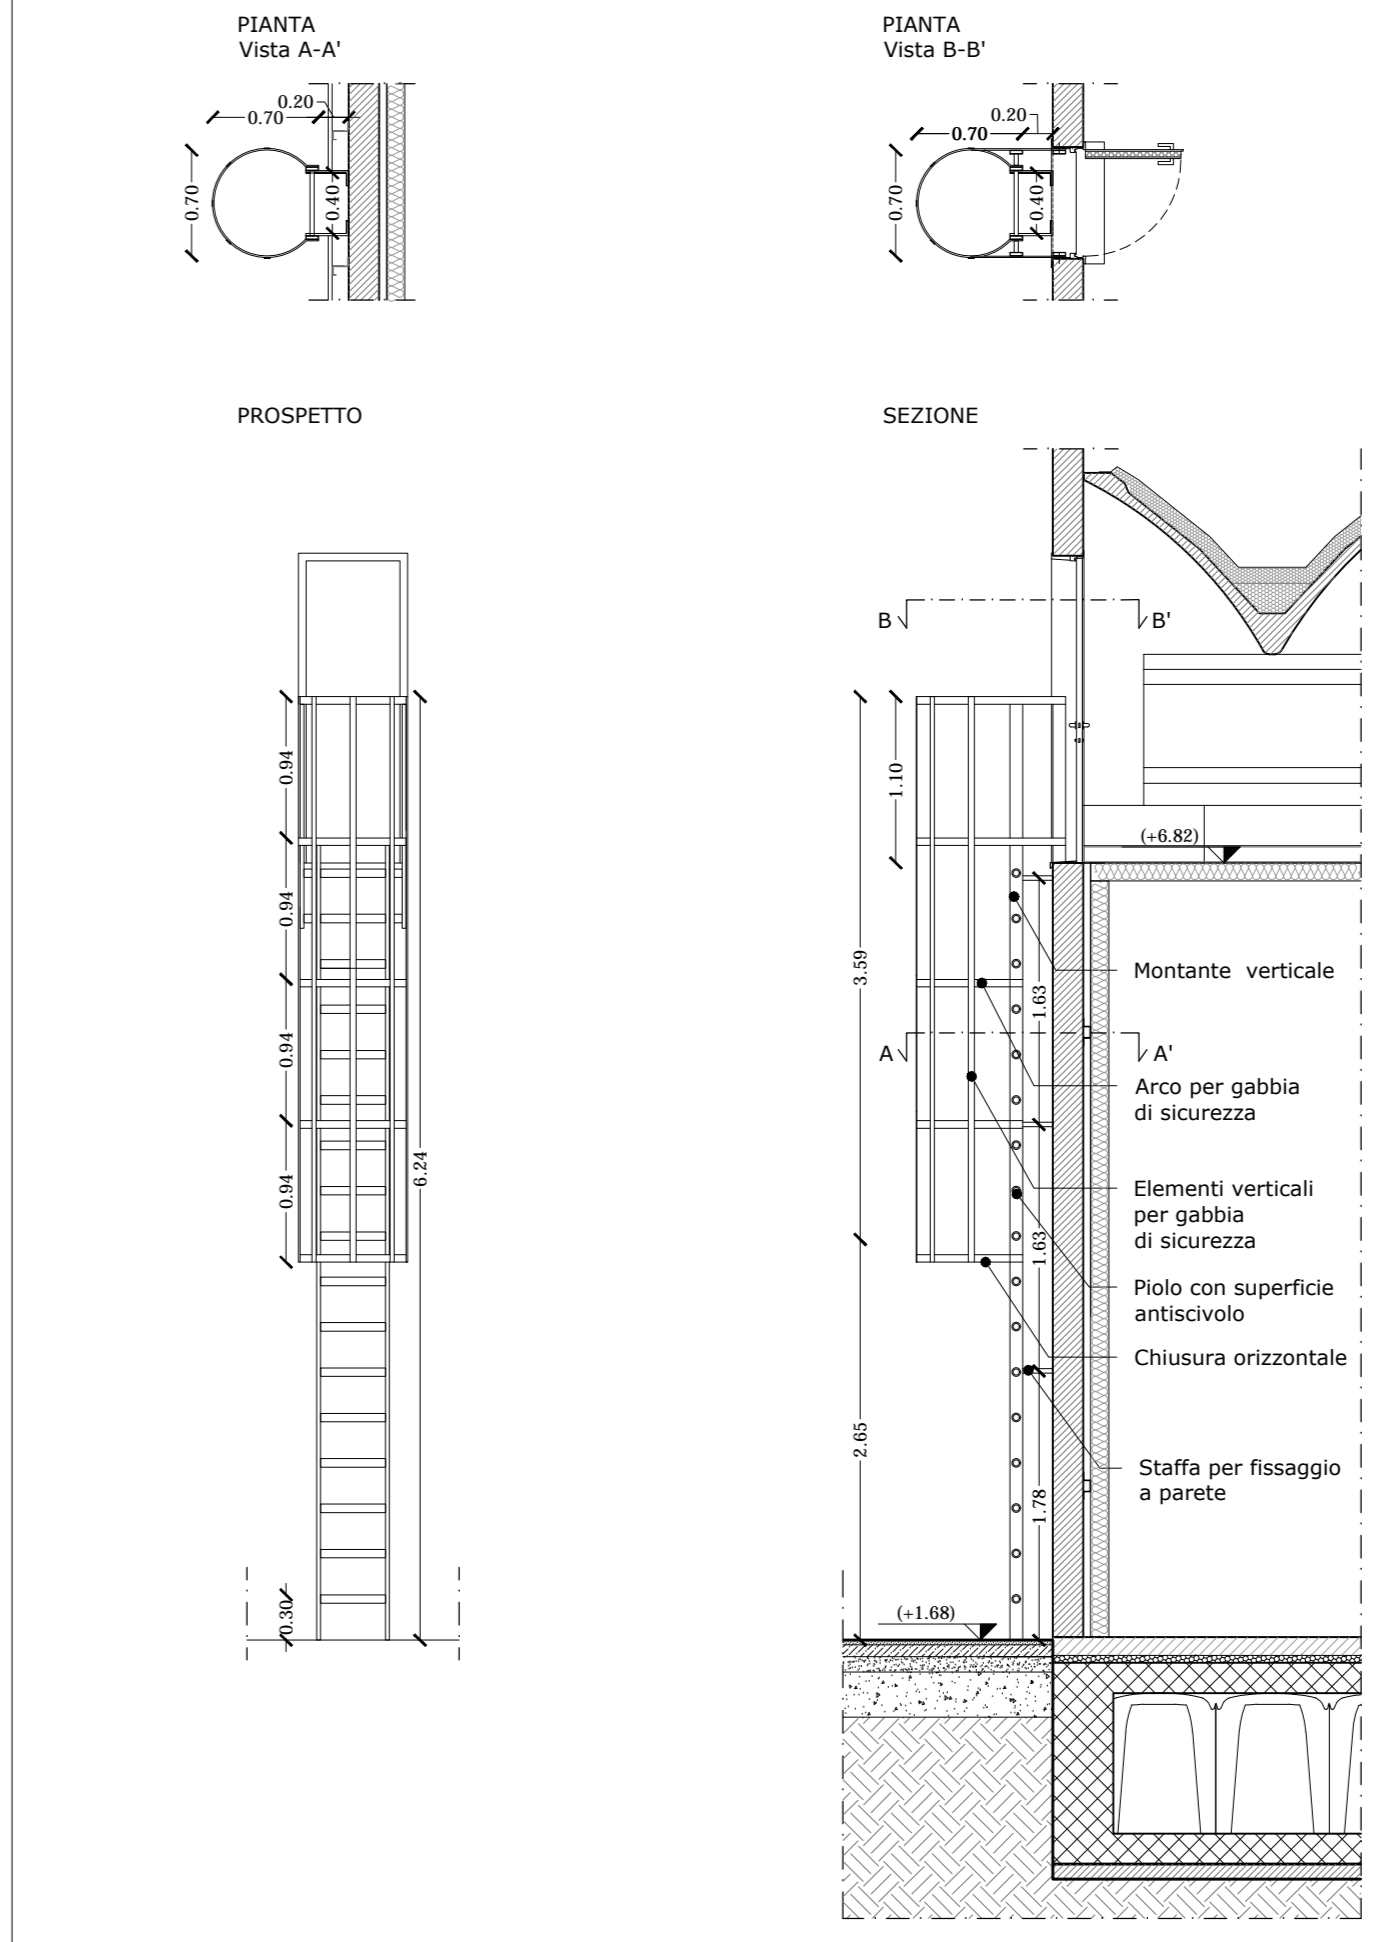 PIANTA
Vista A-A'
0.20
0.70
0.70
0.40
PIANTA
Vista B-B'
0.20
0.70
0.70
0.40
PROSPETTO
0.94
0.94
0.94
0.94
6.24
0.30
SEZIONE
B
B'
1.10
(+6.82)
3.59
Montante verticale
1.63
A
A'
Arco per gabbia
di sicurezza
Elementi verticali
per gabbia
di sicurezza
1.63
Piolo con superficie
antiscivolo
Chiusura orizzontale
2.65
Staffa per fissaggio
a parete
1.78
(+1.68)